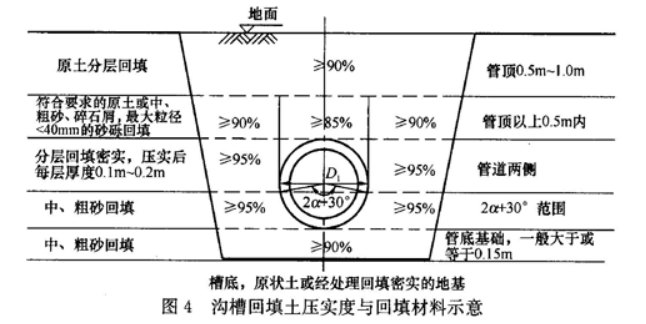 地面
原土分层回填
≥90%
管顶0.5m~1.0m
符合要求的原土或中、
粗砂、碎石屑，最大粒径
<40mm的砂砾回填
≥90%
≥85%
≥90%
管顶以上0.5m内
分层回填密实，压实后
每层厚度0.1m~0.2m
≥95%
D₁
≥95%
管道两侧
中、粗砂回填
≥95%
2α+30°
≥95%
2α+30° 范围
中、粗砂回填
≥90%
管底基础，一般大于或
等于0.15m
槽底，原状土或经处理回填密实的地基
图 4 沟槽回填土压实度与回填材料示意